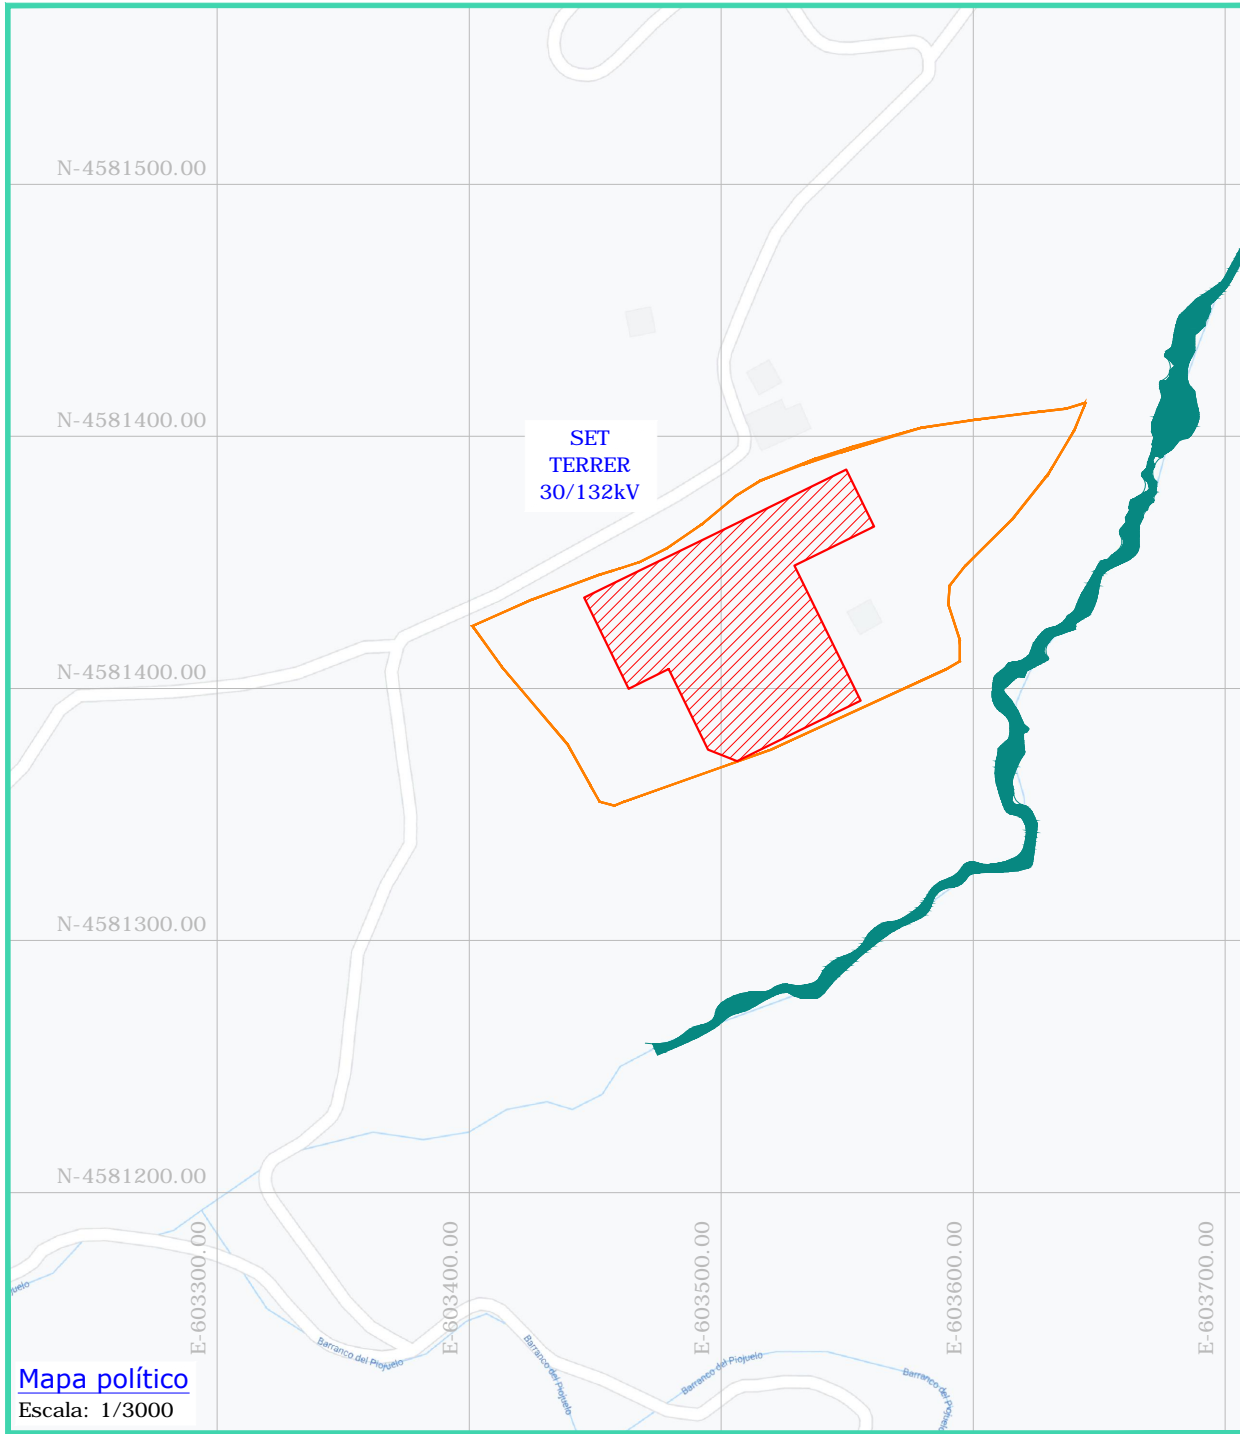 N-4581500.00
N-4581400.00
SET
TERRER
30/132kV
N-4581400.00
N-4581300.00
N-4581200.00
E-603300.00
E-603400.00
E-603500.00
E-603600.00
E-603700.00
juelo
Barranco del Piojuelo
Barranco del Piojuelo
Barranco del Piojuelo
Barranco del Piojuelo
Mapa político
Escala: 1/3000